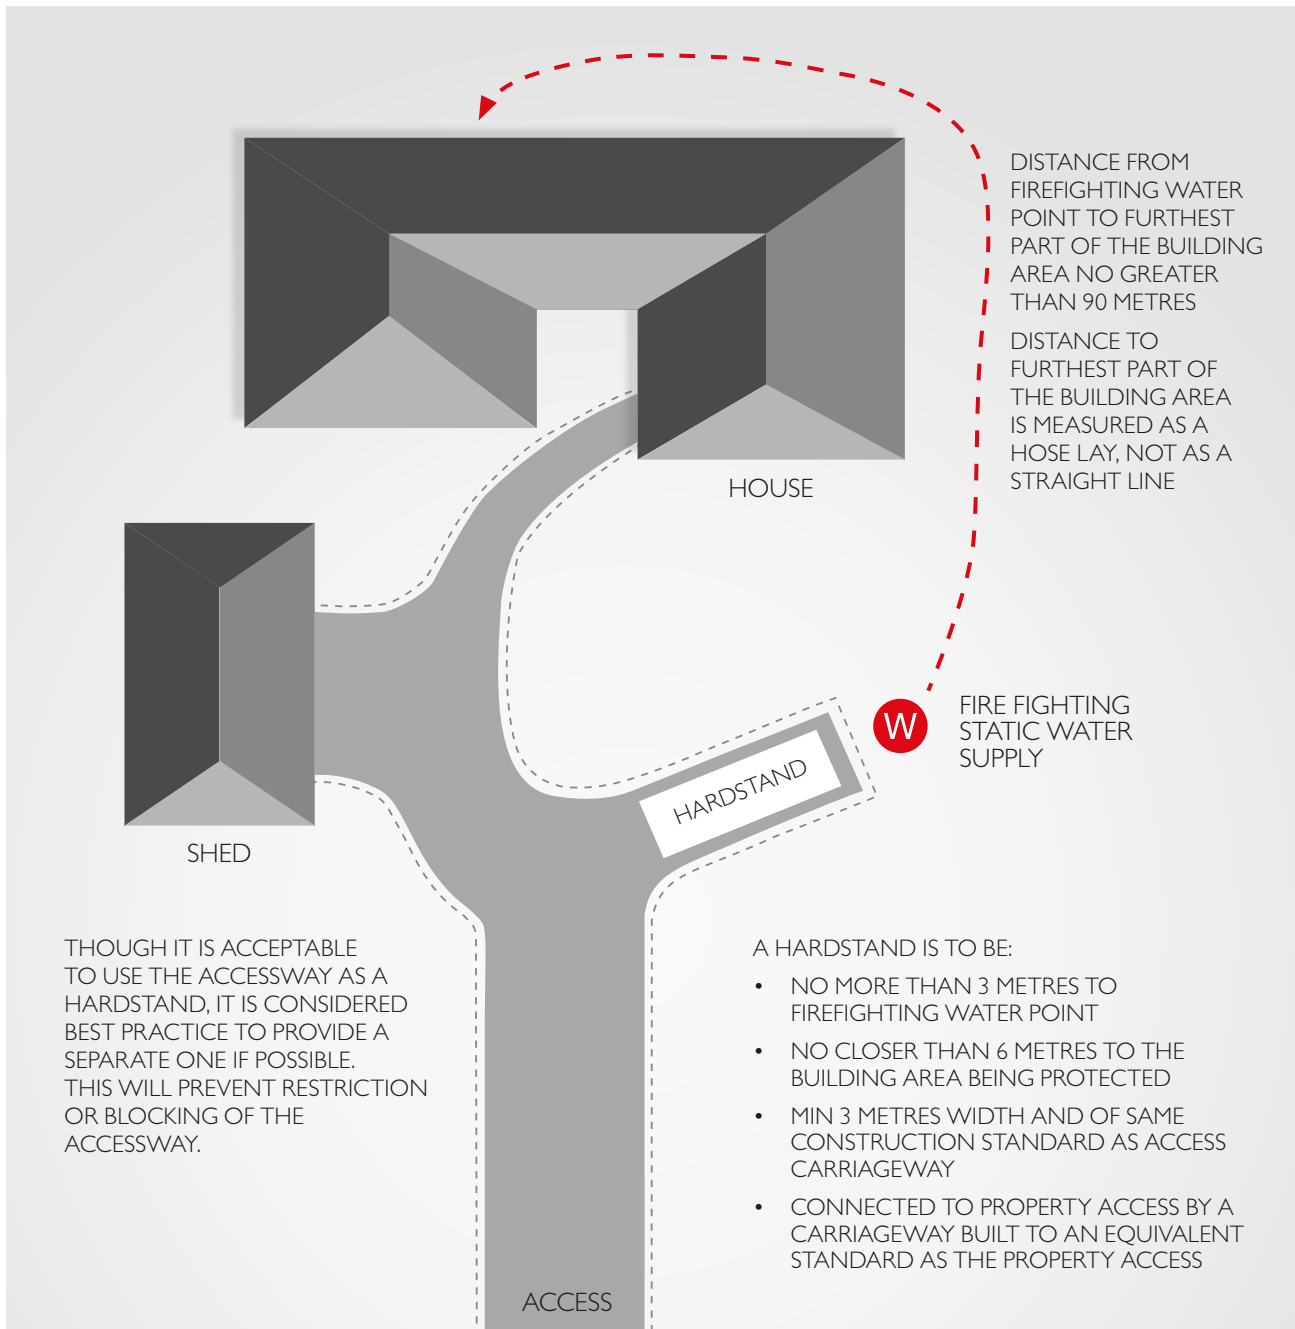 DISTANCE FROM
FIREFIGHTING WATER
POINT TO FURTHEST
PART OF THE BUILDING
AREA NO GREATER
THAN 90 METRES
DISTANCE TO
FURTHEST PART OF
THE BUILDING AREA
IS MEASURED AS A
HOSE LAY, NOT AS A
STRAIGHT LINE
HOUSE
W
FIRE FIGHTING
STATIC WATER
SUPPLY
HARDSTAND
SHED
THOUGH IT IS ACCEPTABLE
TO USE THE ACCESSWAY AS A
HARDSTAND, IT IS CONSIDERED
BEST PRACTICE TO PROVIDE A
SEPARATE ONE IF POSSIBLE.
THIS WILL PREVENT RESTRICTION
OR BLOCKING OF THE
ACCESSWAY.
A HARDSTAND IS TO BE:
• NO MORE THAN 3 METRES TO
FIREFIGHTING WATER POINT
• NO CLOSER THAN 6 METRES TO THE
BUILDING AREA BEING PROTECTED
• MIN 3 METRES WIDTH AND OF SAME
CONSTRUCTION STANDARD AS ACCESS
CARRIAGEWAY
• CONNECTED TO PROPERTY ACCESS BY A
CARRIAGEWAY BUILT TO AN EQUIVALENT
STANDARD AS THE PROPERTY ACCESS
ACCESS